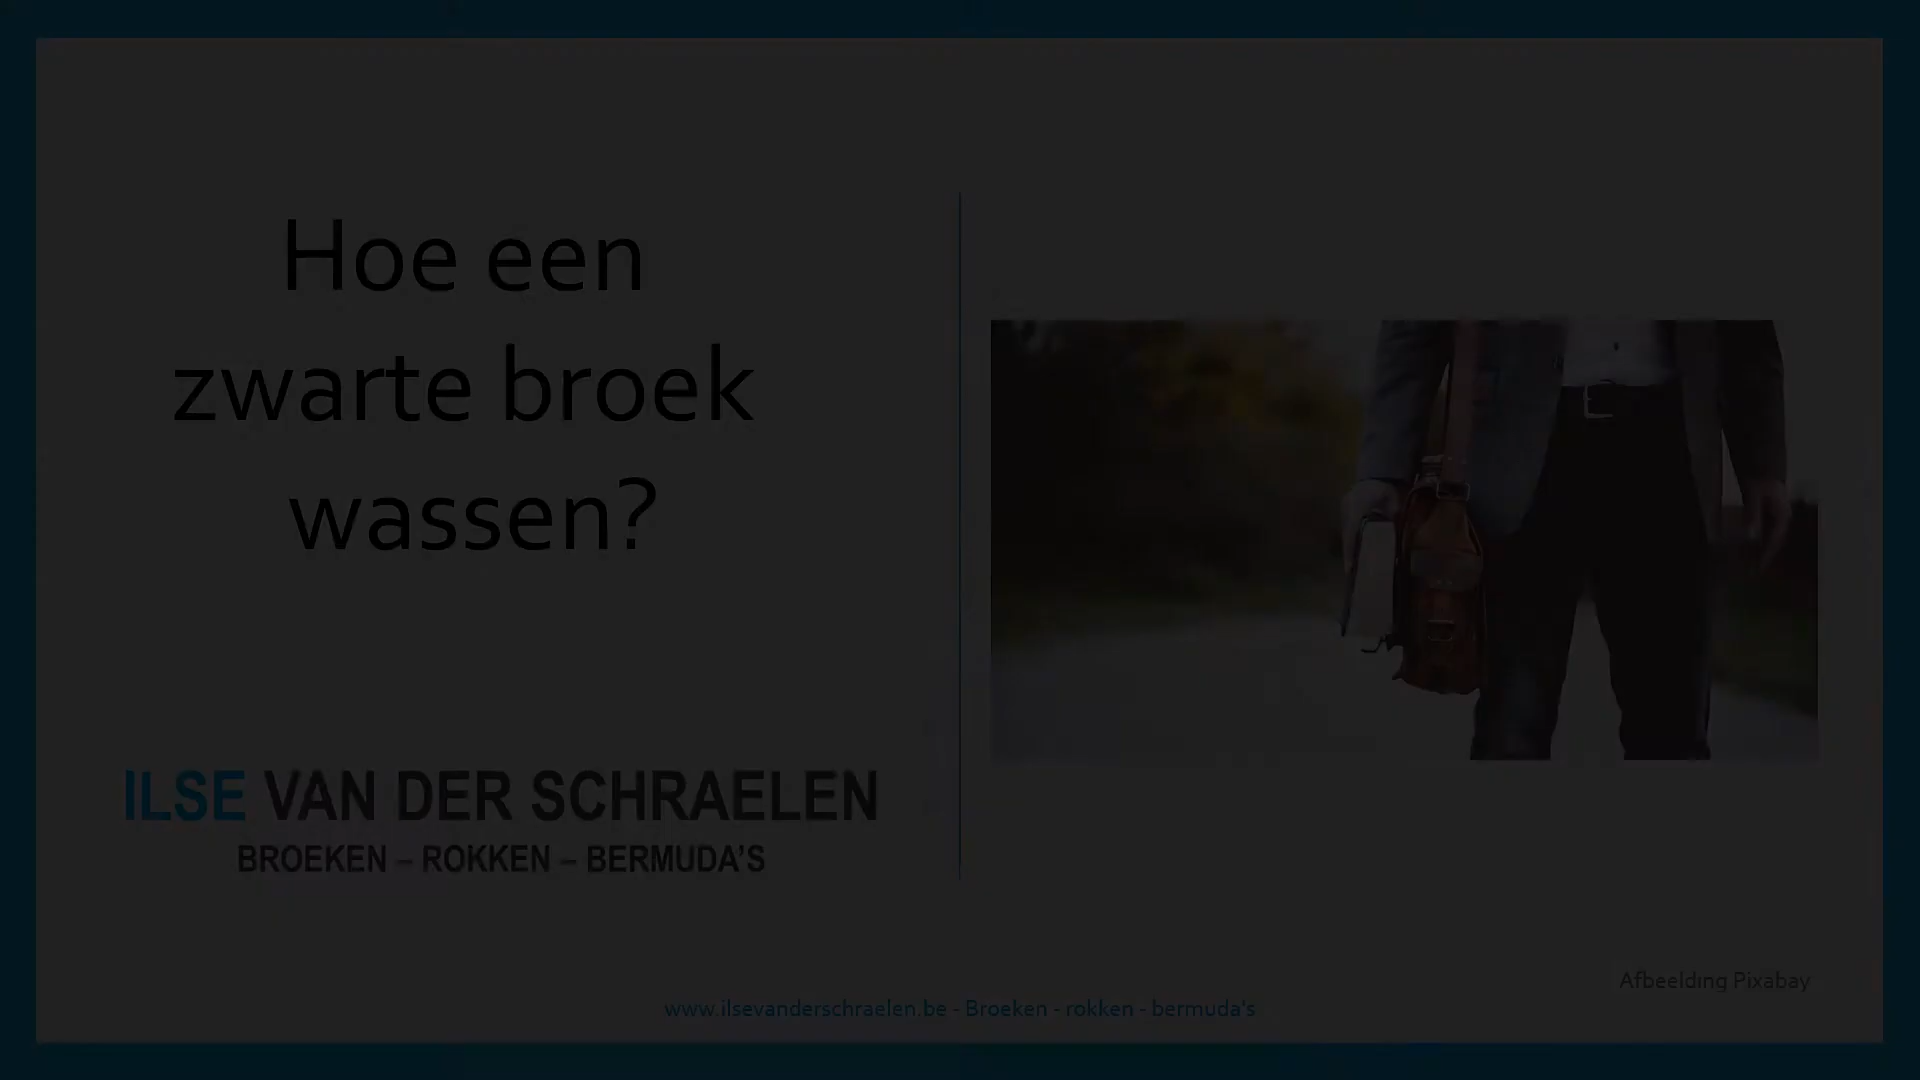 Hoe een
zwarte broek
wassen?
ILSE VAN DER SCHRAELEN
BROEKEN – ROKKEN – BERMUDA'S
Afbeelding Pixabay
www.ilsevanderschraelen.be - Broeken - rokken - bermuda's